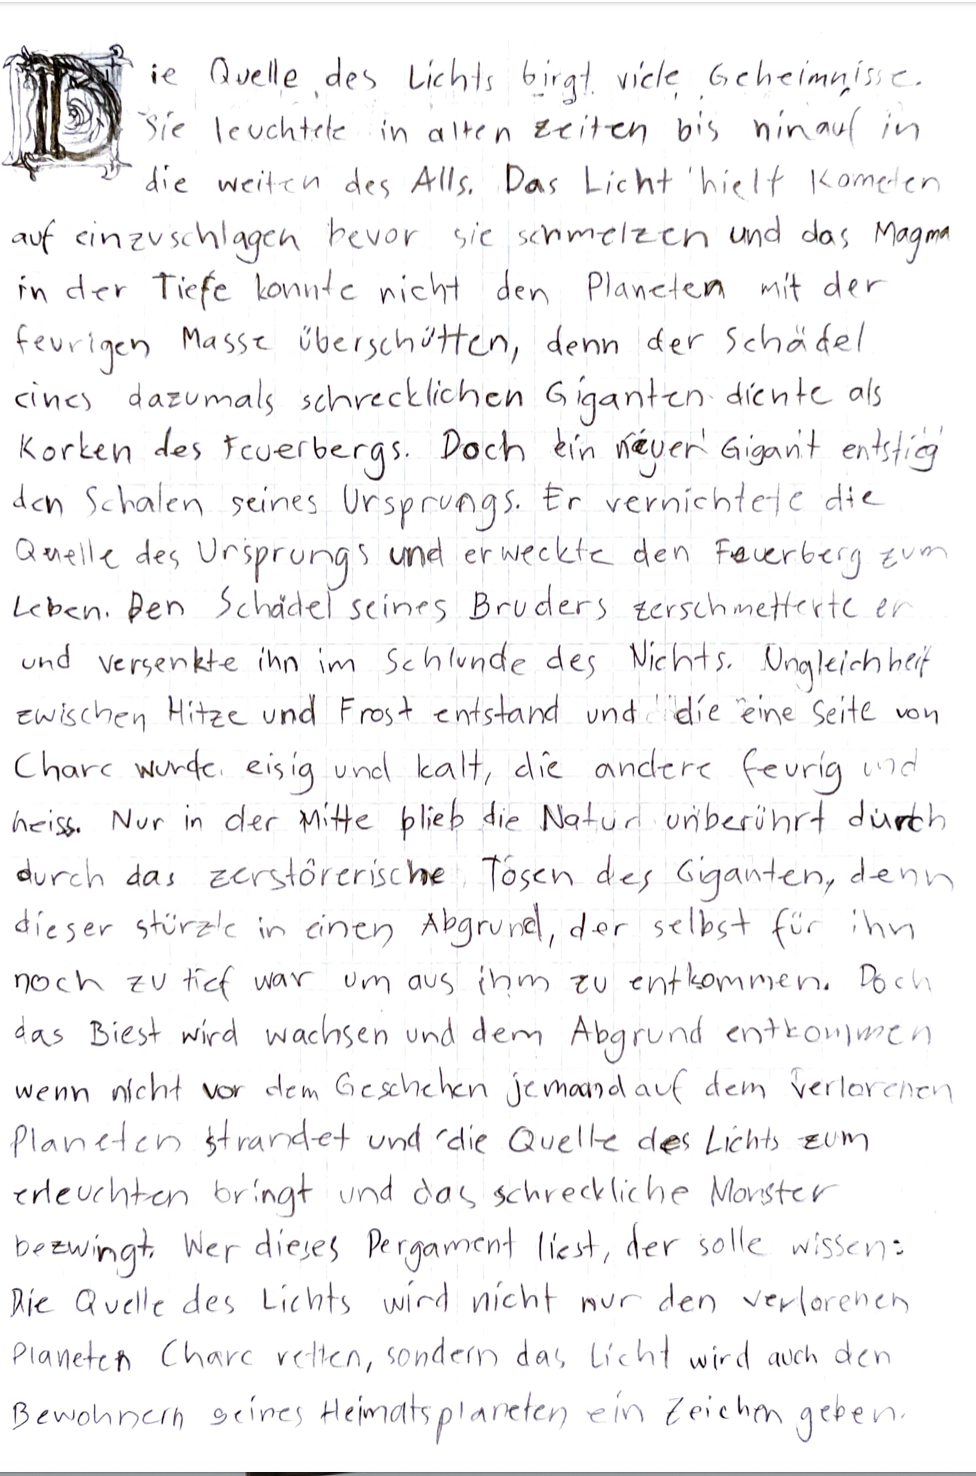 Die Quelle des Lichts birgt viele Geheimnisse.
Sie leuchtete in alten Zeiten bis hinauf in
die weiten des Alls. Das Licht hielt Kometen
auf einzuschlagen bevor sie schmelzen und das Magma
in der Tiefe konnte nicht den Planeten mit der
feurigen Masse überschütten, denn der Schädel
eines dazumals schrecklichen Giganten diente als
Korken des Feuerbergs. Doch ein neuer Gigant entstieg
den Schalen seines Ursprungs. Er vernichtete die
Quelle des Ursprungs und erweckte den Feuerberg zum
Leben. Den Schädel seines Bruders zerschmetterte er
und versenkte ihn im Schlunde des Nichts. Ungleichheit
zwischen Hitze und Frost entstand und die eine Seite von
Charc wurde eisig und kalt, die andere feurig und
heiss. Nur in der Mitte blieb die Natur unberührt durch
durch das zerstörerische Tosen des Giganten, denn
dieser stürzte in einen Abgrund, der selbst für ihn
noch zu tief war um aus ihm zu entkommen. Doch
das Biest wird wachsen und dem Abgrund entkommen
wenn nicht vor dem Geschehen jemand auf dem verlorenen
Planeten strandet und die Quelle des Lichts zum
erleuchten bringt und das schreckliche Monster
bezwingt. Wer dieses Pergament liest, der solle wissen:
Die Quelle des Lichts wird nicht nur den verlorenen
Planeten Charc retten, sondern das Licht wird auch den
Bewohnern seines Heimatsplaneten ein Zeichen geben.